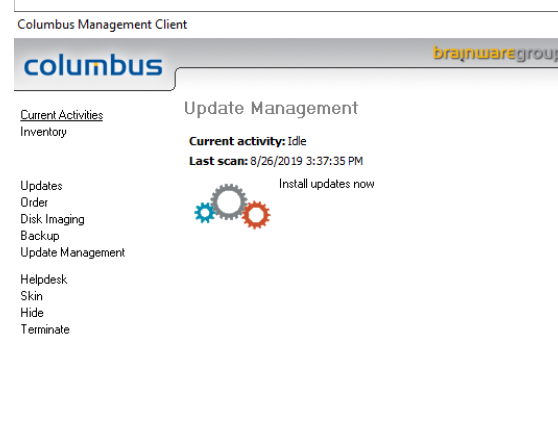 Columbus Management Client
columbus
brainwaregroup
Current Activities
Inventory
Updates
Order
Disk Imaging
Backup
Update Management
Helpdesk
Skin
Hide
Terminate
Update Management
Current activity: Idle
Last scan: 8/26/2019 3:37:35 PM
Install updates now